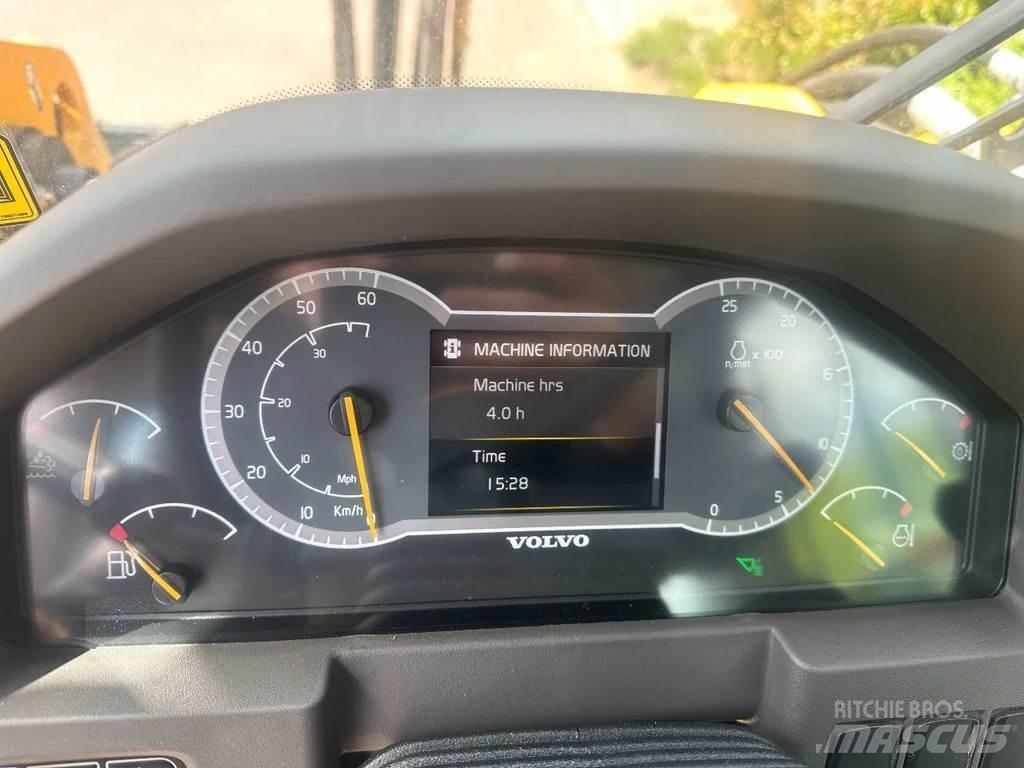 50 60
40
30
20
10
30
20
10
Mph
Km/h
0
MACHINE INFORMATION
Machine hrs
4.0 h
Time
15:28
25
20
15
10
5
0
n/min x 100
VOLVO
RITCHIE BROS.
MASCUS